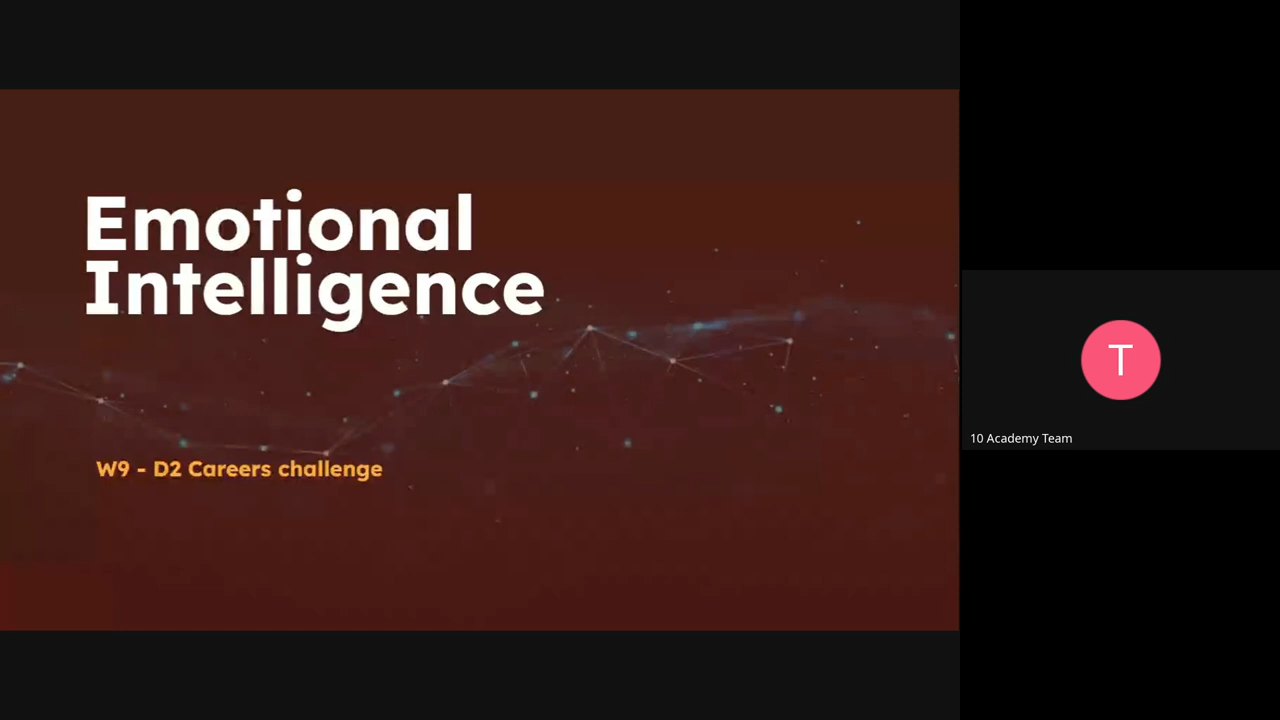 Emotional
Intelligence
W9 - D2 Careers challenge
T
10 Academy Team